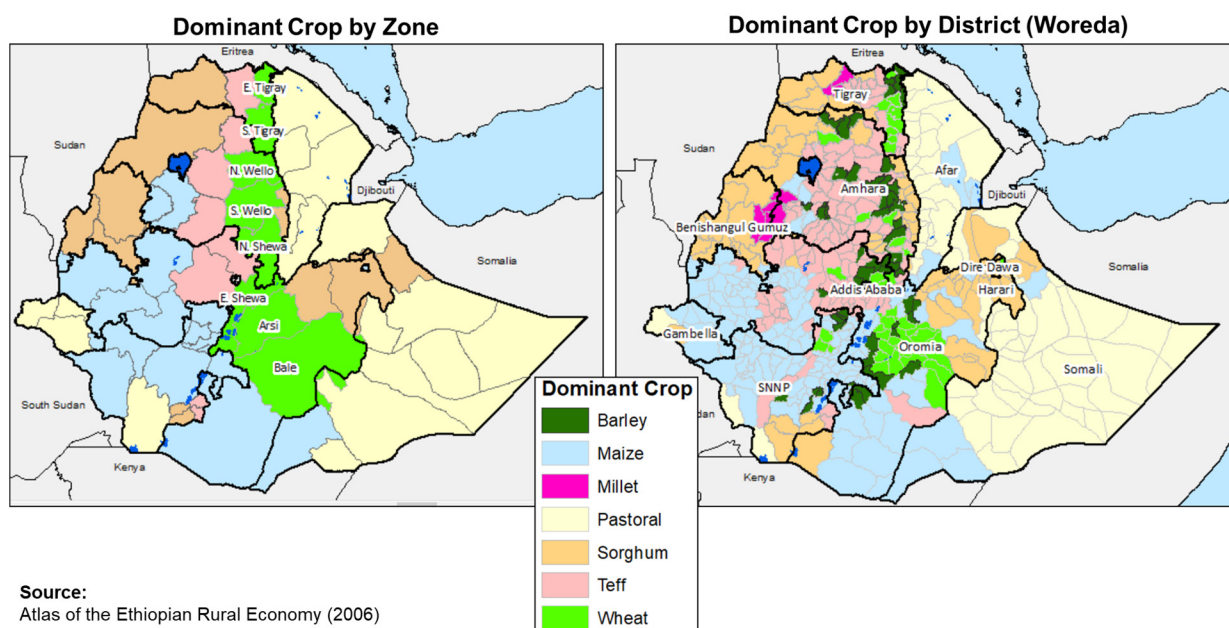 Dominant Crop by Zone
Eritrea
E. Tigray
S. Tigray
Sudan
N. Wello
Djibouti
S. Wello
N. Shewa
Somalia
E. Shewa
Arsi
Bale
South Sudan
Kenya
Dominant Crop by District (Woreda)
Eritrea
Tigray
Sudan
Afar
Amhara
Djibouti
Benishangul Gumuz
Dire Dawa
Somalia
Addis Ababa
Harari
Gambella
Oromia
Somali
SNNP
dan
Kenya
Dominant Crop
Barley
Maize
Millet
Pastoral
Sorghum
Teff
Wheat
Source:
Atlas of the Ethiopian Rural Economy (2006)